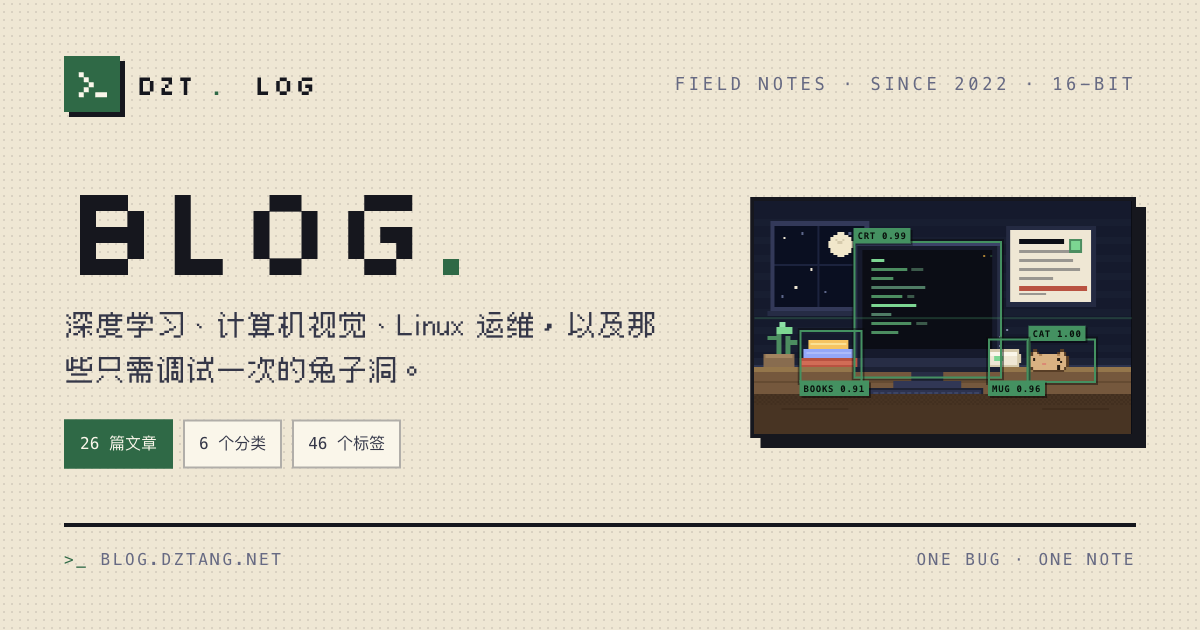 >_ DZT . LOG
FIELD NOTES · SINCE 2022 · 16-BIT
BLOG.
深度学习、计算机视觉、Linux 运维，以及那
些只需调试一次的兔子洞。
CRT 0.99
CAT 1.00
BOOKS 0.91
MUG 0.96
26 篇文章
6 个分类
46 个标签
>_ BLOG.DZTANG.NET
ONE BUG · ONE NOTE